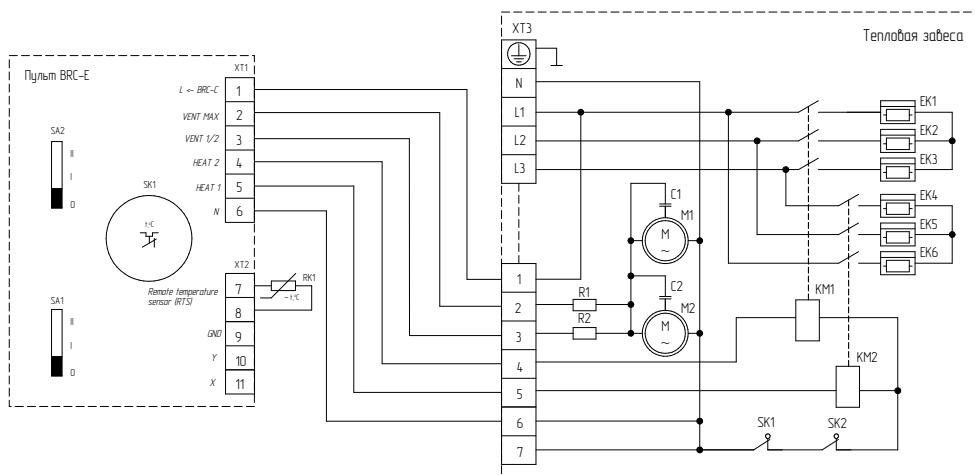 Пульт BRC-E
SA2
II
I
0
SK1
t,°C
SA1
II
I
0
XT1
L <- BRC-C 1
VENT MAX 2
VENT 1/2 3
HEAT 2 4
HEAT 1 5
N 6
XT2
Remote temperature
sensor (RTS)
7
8
GND 9
Y 10
X 11
RK1
- t,°C
Тепловая завеса
XT3
N
L1
L2
L3
1
2
3
4
5
6
7
R1
R2
C1
M1
M
~
C2
M2
M
~
EK1
EK2
EK3
EK4
EK5
EK6
KM1
KM2
SK1
SK2